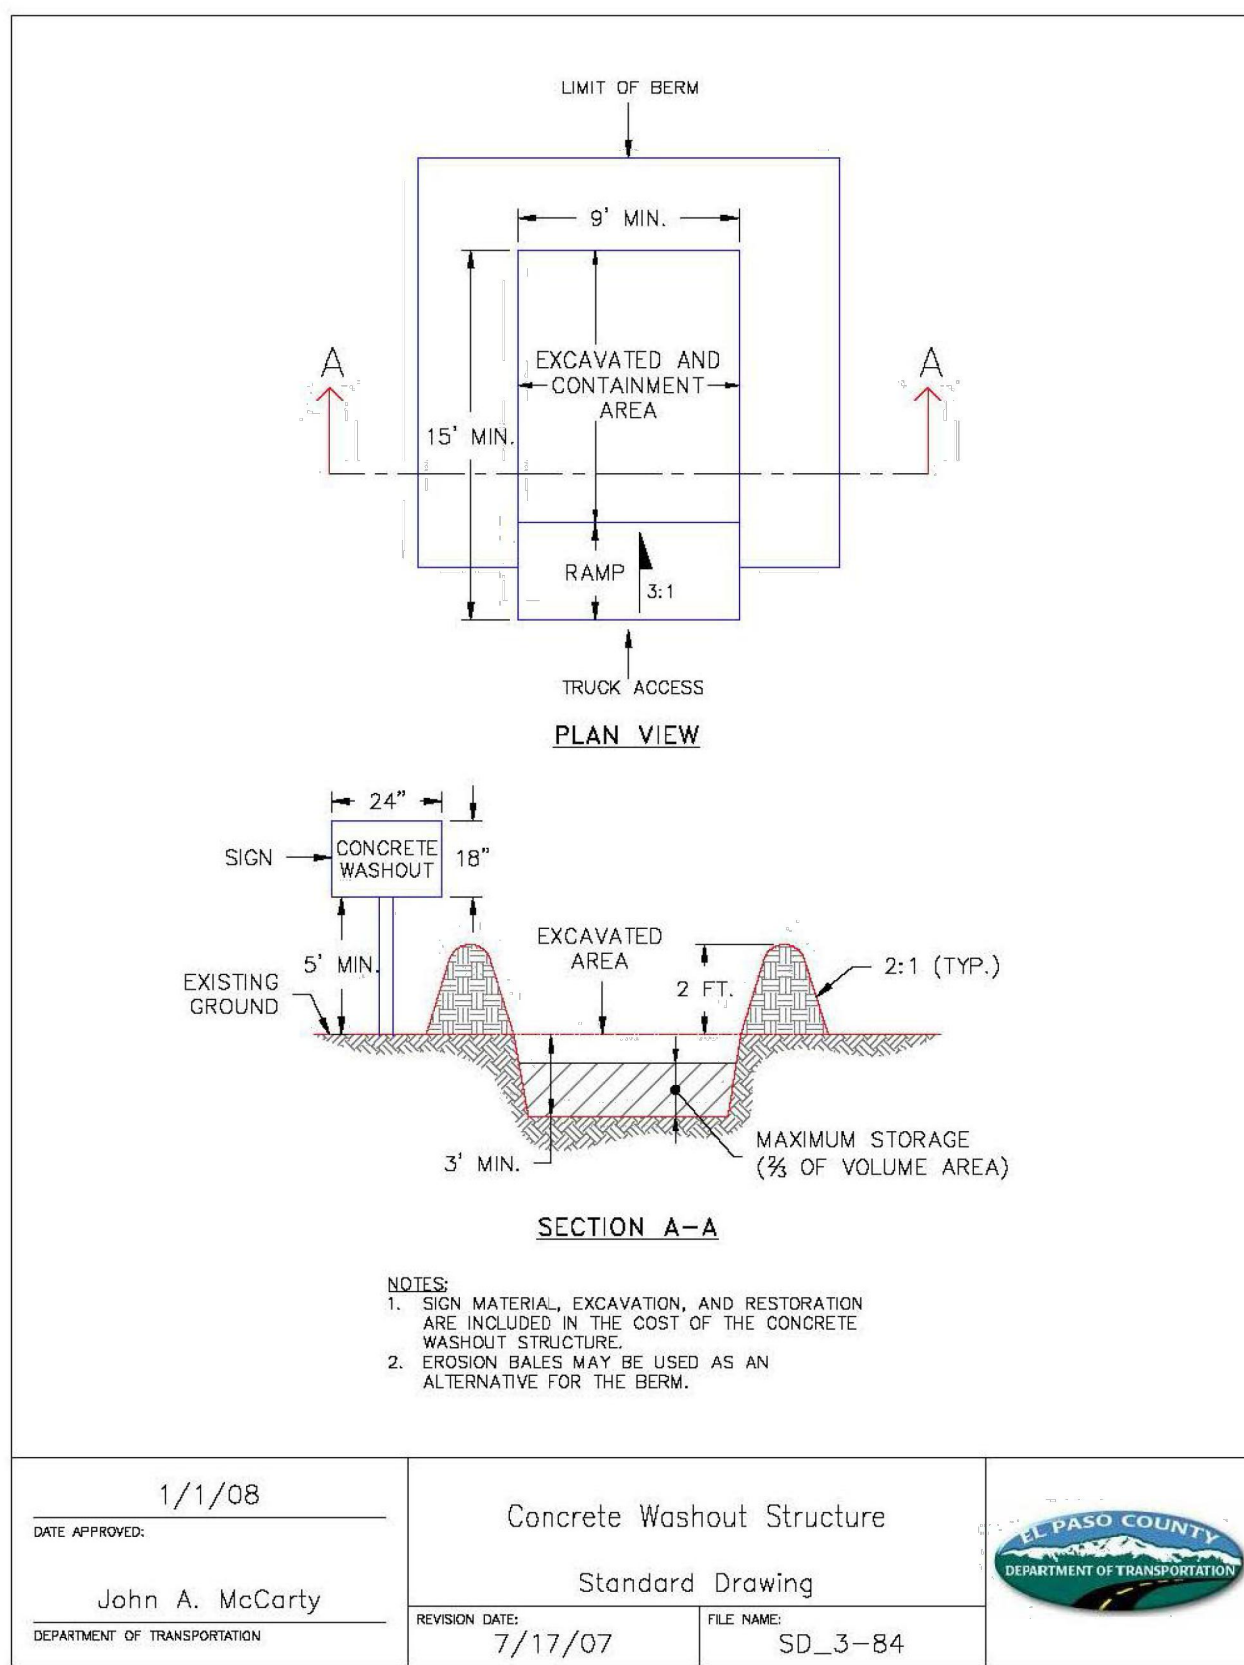 LIMIT OF BERM
9' MIN.
A
A
EXCAVATED AND
CONTAINMENT
AREA
15' MIN.
RAMP
3:1
TRUCK ACCESS
PLAN VIEW
24"
SIGN
CONCRETE
WASHOUT
18"
EXCAVATED
AREA
5' MIN.
2 FT.
2:1 (TYP.)
EXISTING
GROUND
3' MIN.
MAXIMUM STORAGE
(⅔ OF VOLUME AREA)
SECTION A-A
NOTES:
1. SIGN MATERIAL, EXCAVATION, AND RESTORATION
ARE INCLUDED IN THE COST OF THE CONCRETE
WASHOUT STRUCTURE.
2. EROSION BALES MAY BE USED AS AN
ALTERNATIVE FOR THE BERM.
1/1/08
DATE APPROVED:
John A. McCarty
DEPARTMENT OF TRANSPORTATION
Concrete Washout Structure
Standard Drawing
REVISION DATE:
7/17/07
FILE NAME:
SD_3-84
EL PASO COUNTY
DEPARTMENT OF TRANSPORTATION